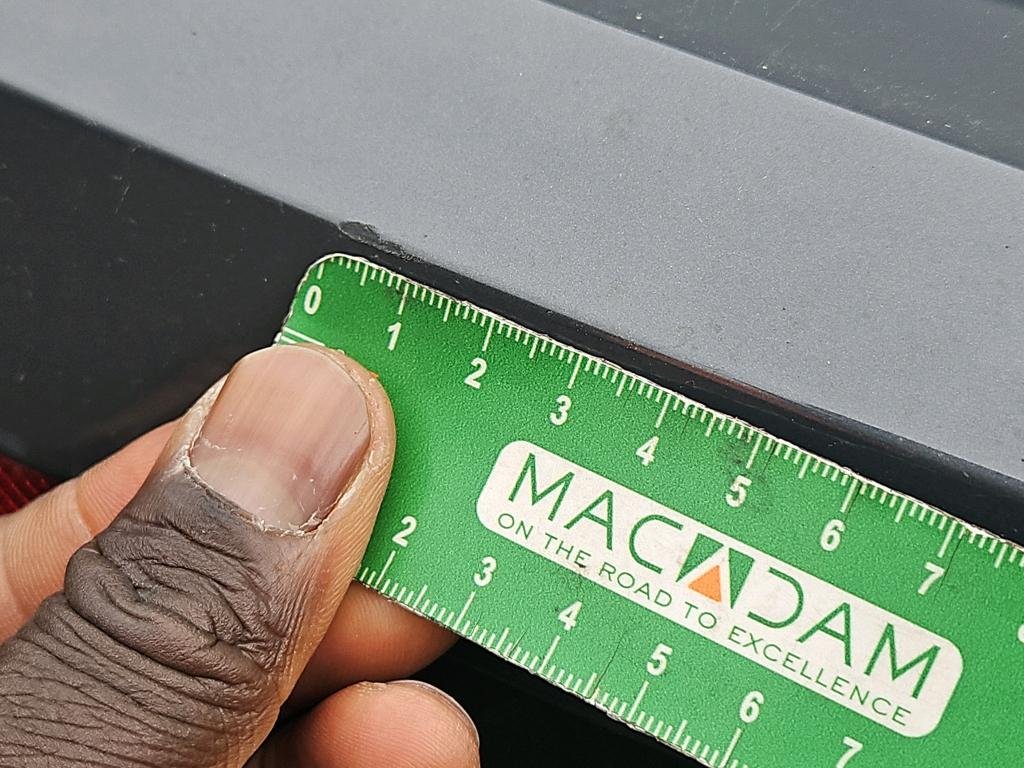 0 1 2 3 4 5 6 7
MACADAM
ON THE ROAD TO EXCELLENCE
2 3 4 5 6 7